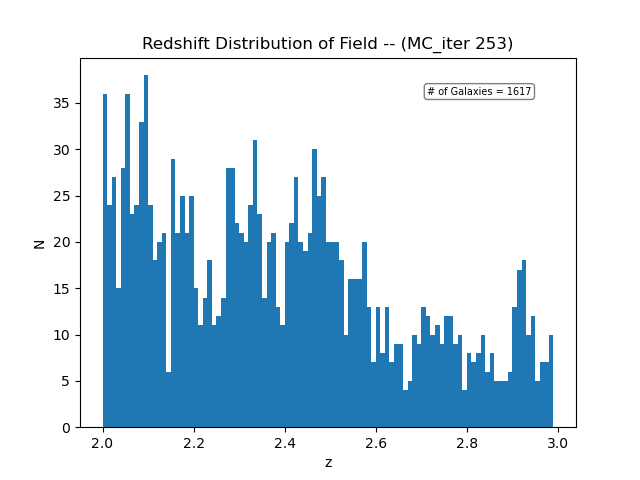 Redshift Distribution of Field -- (MC_iter 253)
# of Galaxies = 1617
35
30
25
20
15
10
5
0
N
2.0 2.2 2.4 2.6 2.8 3.0
z